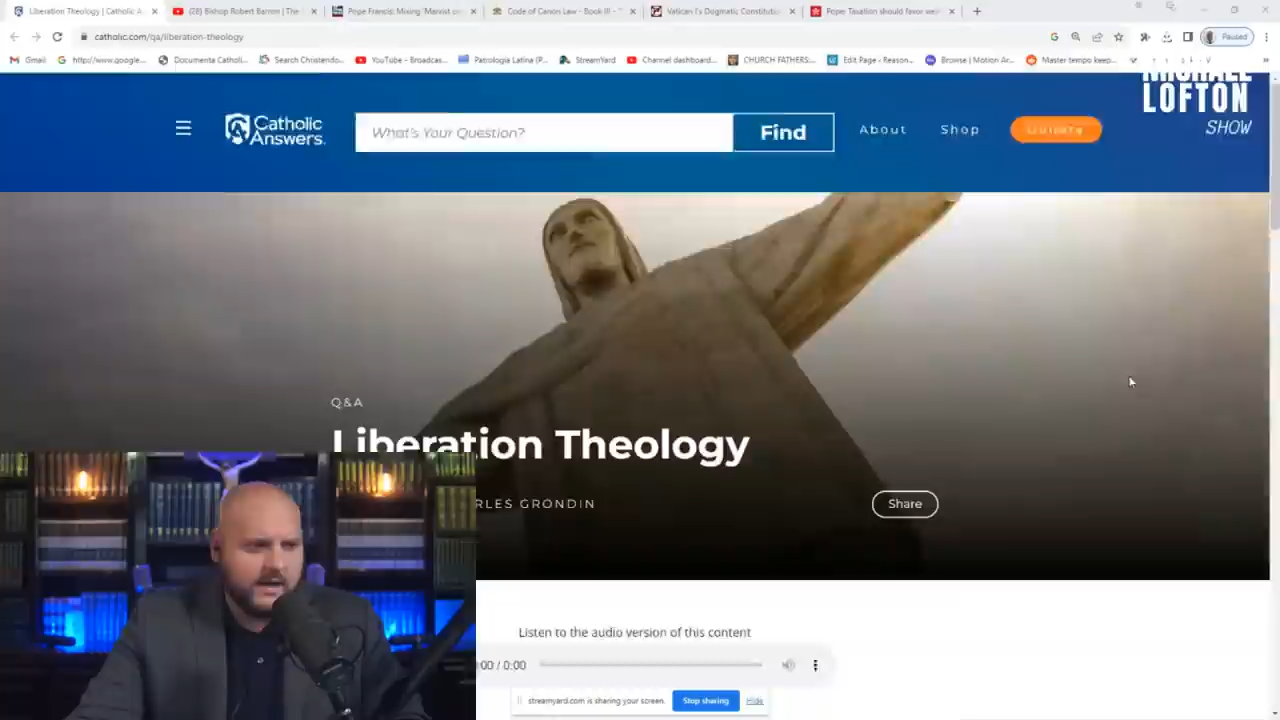 Liberation Theology | Catholic A
(28) Bishop Robert Barron | The
Pope Francis: Mixing 'Marxist
Code of Canon Law - Book III -
Vatican I's Dogmatic Constitutio
Pope: Taxation should favor
catholic.com/qa/liberation-theology
Paused
Gmail
http://www.google...
Documenta Catholi...
Search Christendo...
YouTube - Broadcas...
Patrologia Latina (P...
StreamYard
Channel dashboard...
CHURCH FATHERS:...
Edit Page - Reason...
Browse | Motion Ar...
Master tempo keep...
MICHAEL
LOFTON
SHOW
Catholic
Answers.
What's Your Question?
Find
About
Shop
Donate
Q&A
Liberation Theology
RLES GRONDIN
Share
Listen to the audio version of this content
00 / 0:00
streamyard.com is sharing your screen.
Stop sharing
Hide